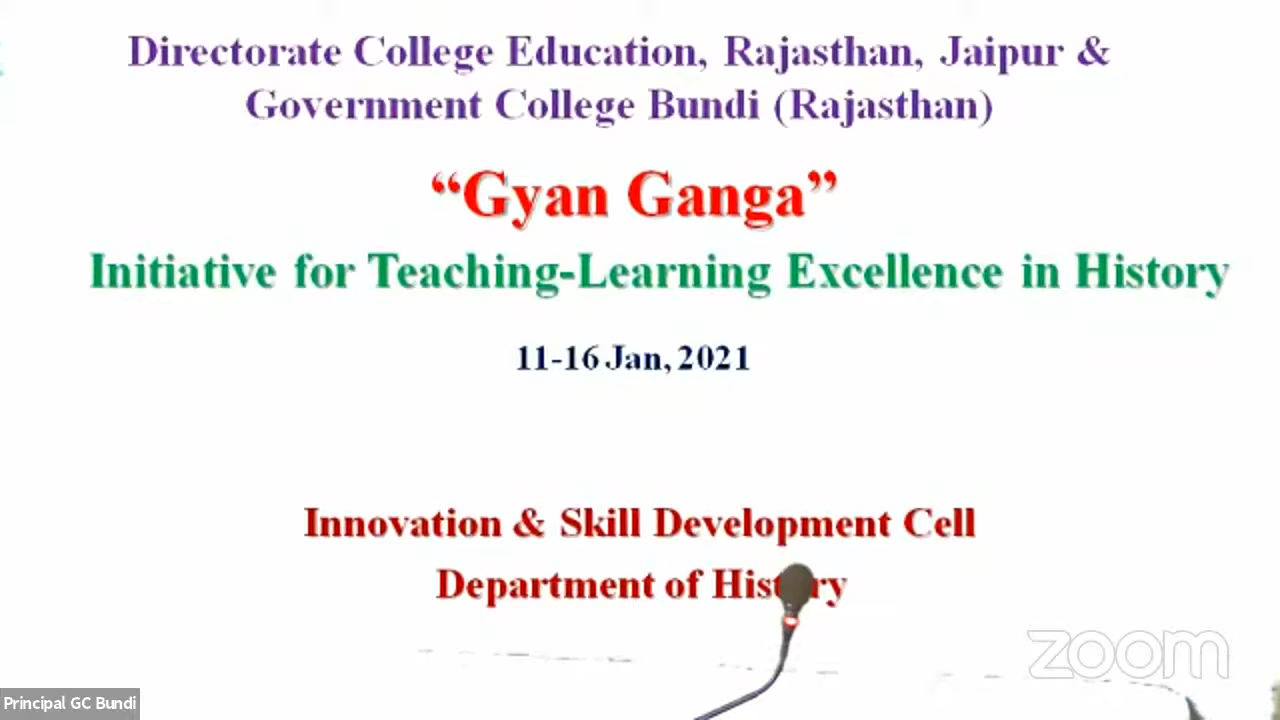 Directorate College Education, Rajasthan, Jaipur &
Government College Bundi (Rajasthan)
“Gyan Ganga”
Initiative for Teaching-Learning Excellence in History
11-16 Jan, 2021
Innovation & Skill Development Cell
Department of History
zoom
Principal GC Bundi